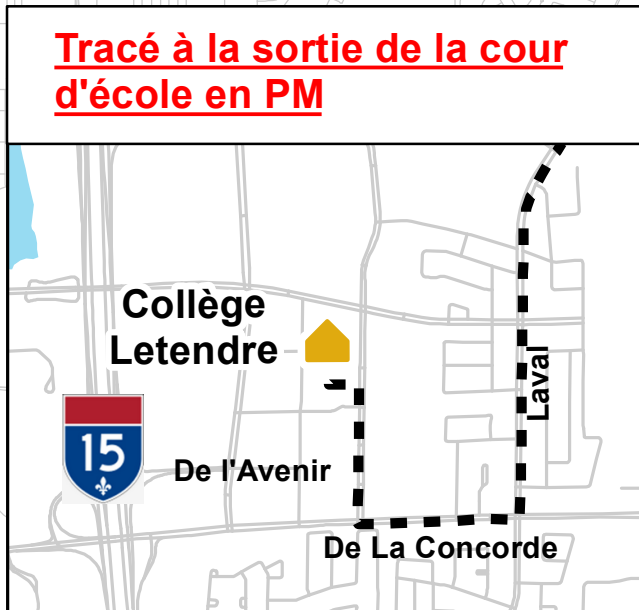 Tracé à la sortie de la cour
d'école en PM
Collège
Letendre
Laval
15
De l'Avenir
De La Concorde